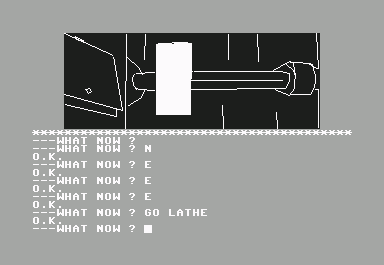 ****************************************
---WHAT NOW ?
---WHAT NOW ? N
O.K.
---WHAT NOW ? E
O.K.
---WHAT NOW ? E
O.K.
---WHAT NOW ? E
O.K.
---WHAT NOW ? GO LATHE
O.K.
---WHAT NOW ?